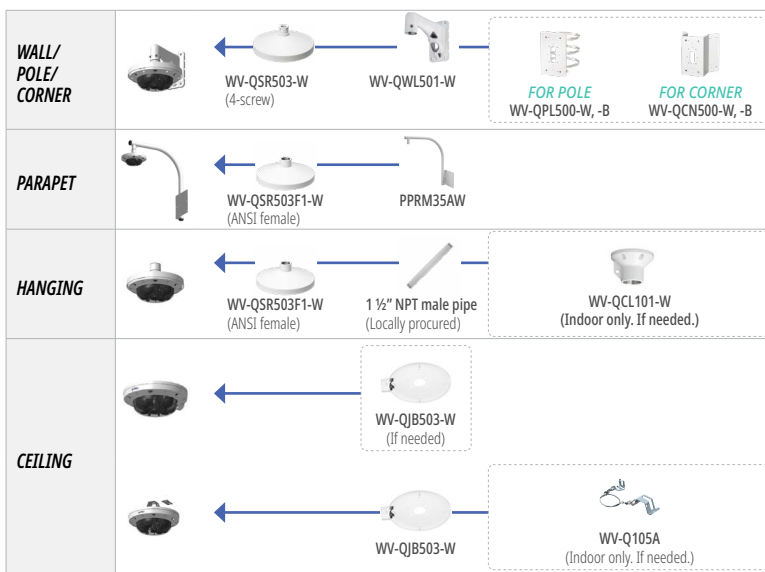 WALL/
POLE/
CORNER
WV-QSR503-W
(4-screw)
WV-QWL501-W
FOR POLE
WV-QPL500-W, -B
FOR CORNER
WV-QCN500-W, -B
PARAPET
WV-QSR503F1-W
(ANSI female)
PPRM35AW
HANGING
WV-QSR503F1-W
(ANSI female)
1 ½” NPT male pipe
(Locally procured)
WV-QCL101-W
(Indoor only. If needed.)
CEILING
WV-QJB503-W
(If needed)
WV-QJB503-W
WV-Q105A
(Indoor only. If needed.)